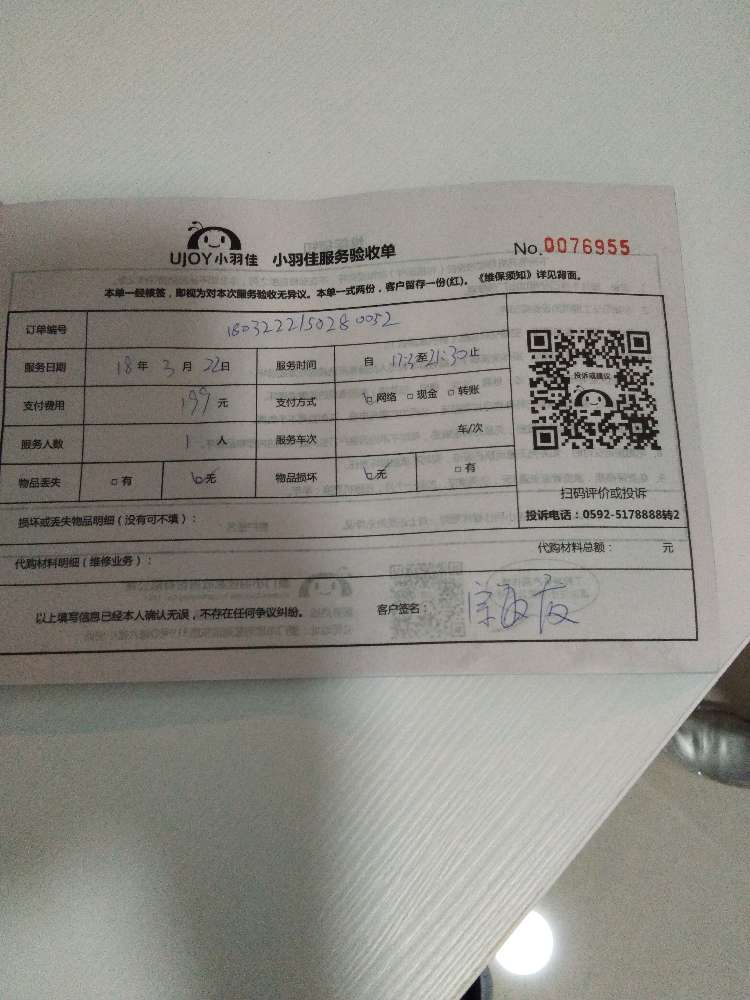 UJOY小羽佳 小羽佳服务验收单 No.0076955
本单一经帐签，即视为对本次服务验收无异议。本单一式两份，客户留存一份(红)。《维保须知》详见背面。
订单编号 180322215028 0052
服务日期 18 年 3 月 22 日 服务时间 自 至 21:30 止
支付费用 199 元 支付方式 网络 □ 现金 □ 转账
服务人数 1 人 服务车次 车/次
物品丢失 □ 有 无 物品损坏 无 □ 有
投诉或建议
扫码评价或投诉
投诉电话：0592-5178888转2
损坏或丢失物品明细（没有可不填）：
代购材料明细（维修业务）： 代购材料总额： 元
以上填写信息已经本人确认无误，不存在任何争议纠纷。 客户签名：